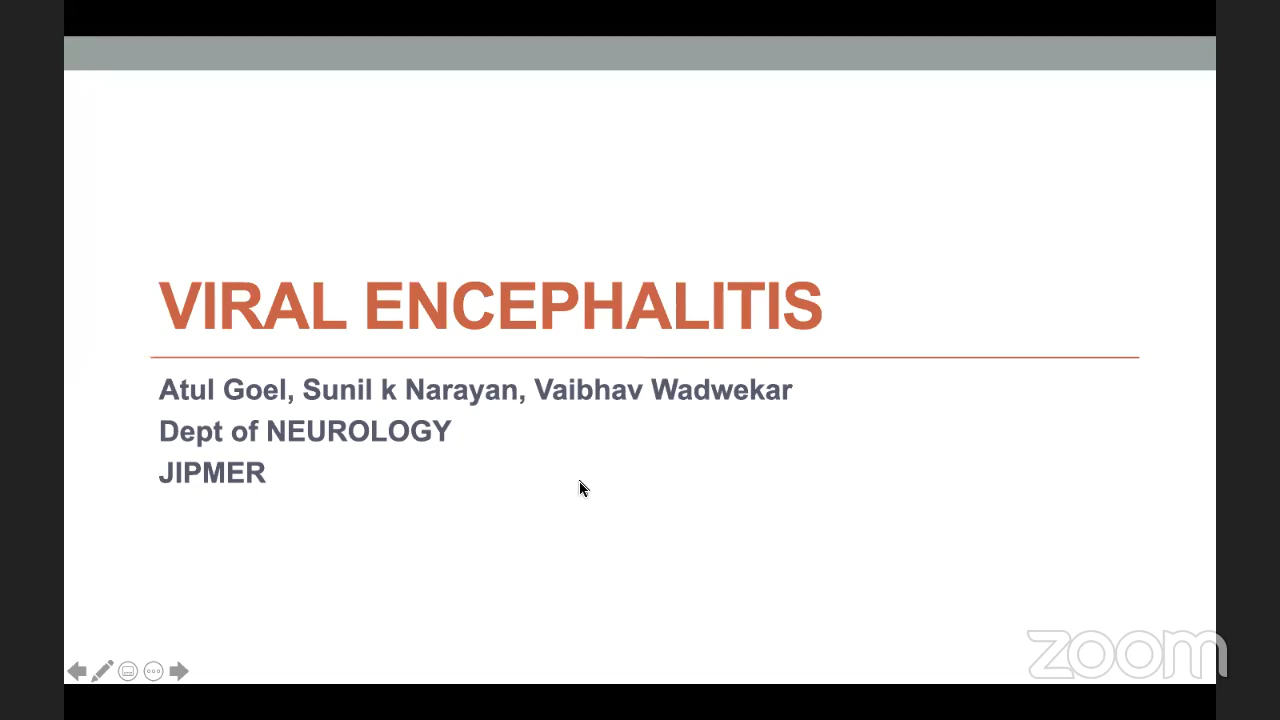 VIRAL ENCEPHALITIS
Atul Goel, Sunil k Narayan, Vaibhav Wadwekar
Dept of NEUROLOGY
JIPMER
zoom